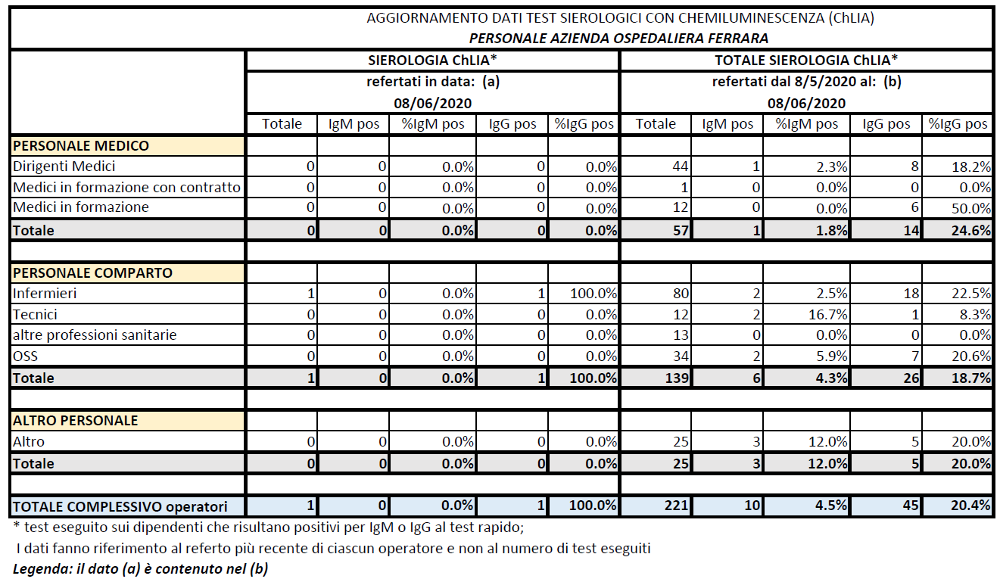 AGGIORNAMENTO DATI TEST SIEROLOGICI CON CHEMILUMINESCENZA (ChLIA)
PERSONALE AZIENDA OSPEDALIERA FERRARA
SIEROLOGIA ChLIA* TOTALE SIEROLOGIA ChLIA*
refertati in data: (a) refertati dal 8/5/2020 al: (b)
08/06/2020 08/06/2020
Totale IgM pos %IgM pos IgG pos %IgG pos Totale IgM pos %IgM pos IgG pos %IgG pos
PERSONALE MEDICO
Dirigenti Medici 0 0 0.0% 0 0.0% 44 1 2.3% 8 18.2%
Medici in formazione con contratto 0 0 0.0% 0 0.0% 1 0 0.0% 0 0.0%
Medici in formazione 0 0 0.0% 0 0.0% 12 0 0.0% 6 50.0%
Totale 0 0 0.0% 0 0.0% 57 1 1.8% 14 24.6%
PERSONALE COMPARTO
Infermieri 1 0 0.0% 1 100.0% 80 2 2.5% 18 22.5%
Tecnici 0 0 0.0% 0 0.0% 12 2 16.7% 1 8.3%
altre professioni sanitarie 0 0 0.0% 0 0.0% 13 0 0.0% 0 0.0%
OSS 0 0 0.0% 0 0.0% 34 2 5.9% 7 20.6%
Totale 1 0 0.0% 1 100.0% 139 6 4.3% 26 18.7%
ALTRO PERSONALE
Altro 0 0 0.0% 0 0.0% 25 3 12.0% 5 20.0%
Totale 0 0 0.0% 0 0.0% 25 3 12.0% 5 20.0%
TOTALE COMPLESSIVO operatori 1 0 0.0% 1 100.0% 221 10 4.5% 45 20.4%
* test eseguito sui dipendenti che risultano positivi per IgM o IgG al test rapido;
I dati fanno riferimento al referto più recente di ciascun operatore e non al numero di test eseguiti
Legenda: il dato (a) è contenuto nel (b)